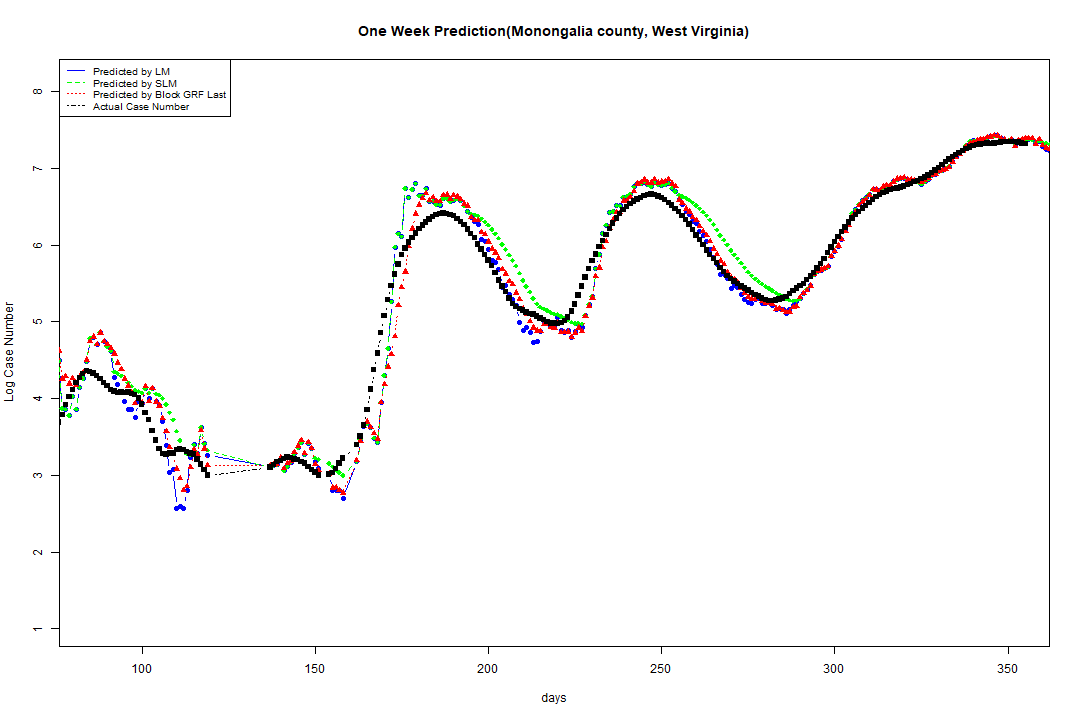 One Week Prediction(Monongalia county, West Virginia)
Predicted by LM
Predicted by SLM
Predicted by Block GRF Last
Actual Case Number
8
7
6
5
4
3
2
1
Log Case Number
100 150 200 250 300 350
days